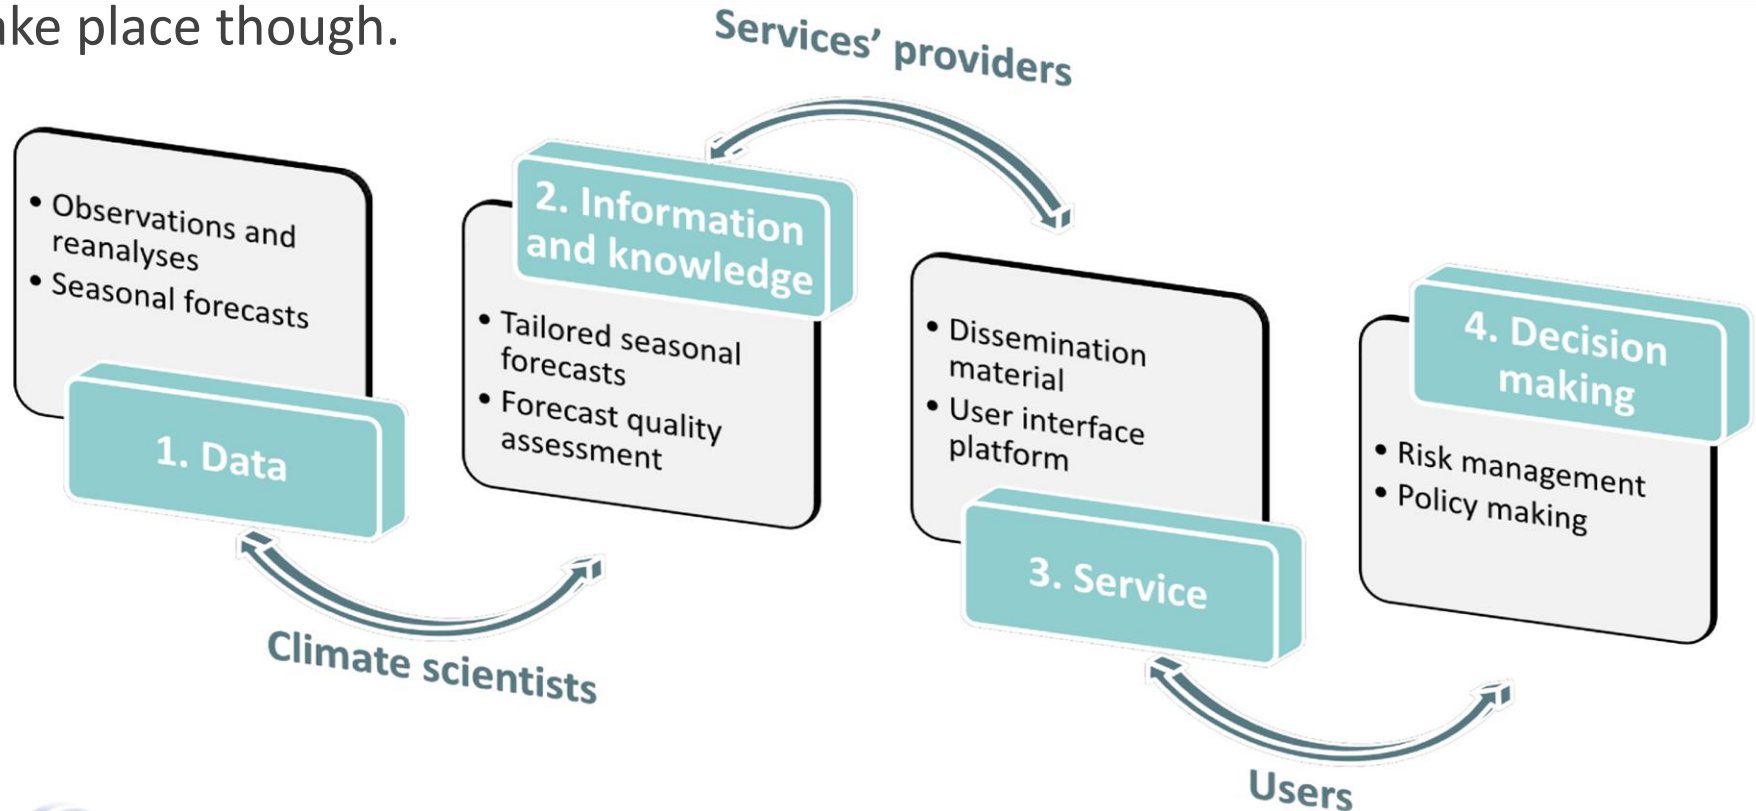 place though.
Services’ providers
• Observations and
reanalyses
• Seasonal forecasts
1. Data
Climate scientists
2. Information
and knowledge
• Tailored seasonal
forecasts
• Forecast quality
assessment
• Dissemination
material
• User interface
platform
3. Service
Users
4. Decision
making
• Risk management
• Policy making